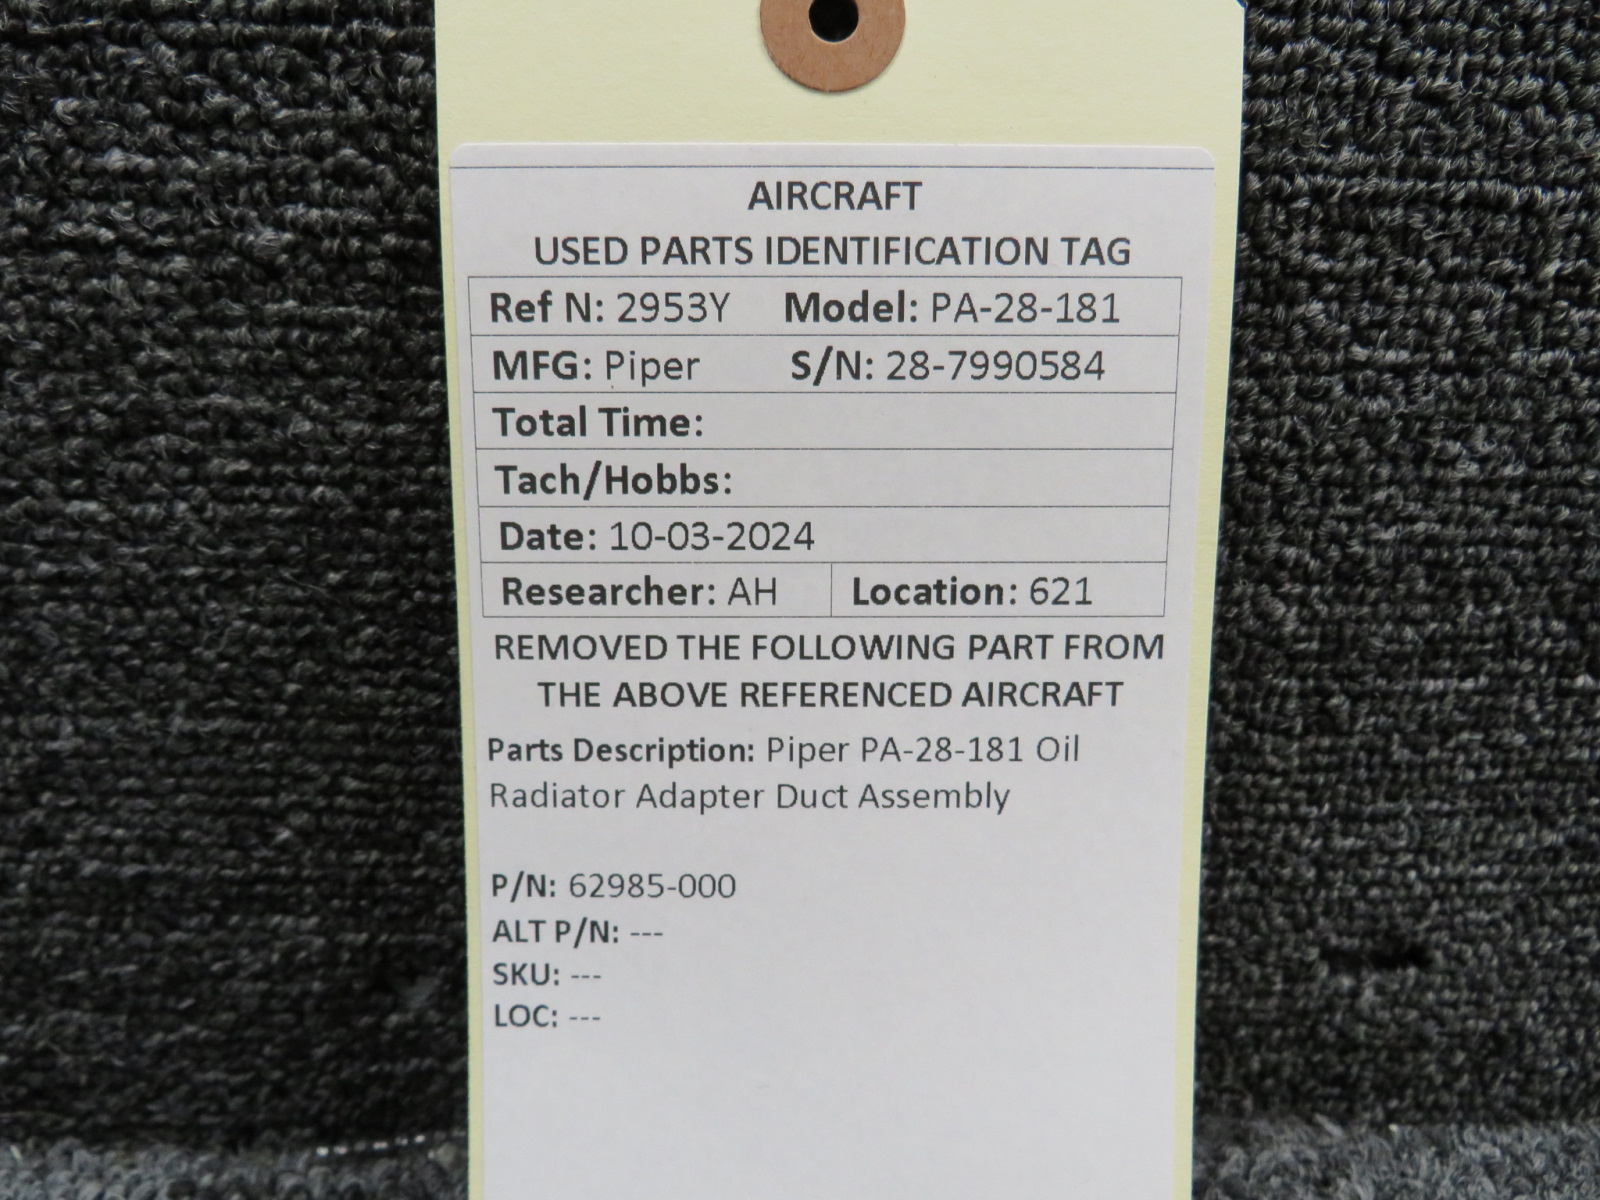 AIRCRAFT
USED PARTS IDENTIFICATION TAG
Ref N: 2953Y Model: PA-28-181
MFG: Piper S/N: 28-7990584
Total Time:
Tach/Hobbs:
Date: 10-03-2024
Researcher: AH Location: 621
REMOVED THE FOLLOWING PART FROM
THE ABOVE REFERENCED AIRCRAFT
Parts Description: Piper PA-28-181 Oil
Radiator Adapter Duct Assembly
P/N: 62985-000
ALT P/N: ---
SKU: ---
LOC: ---